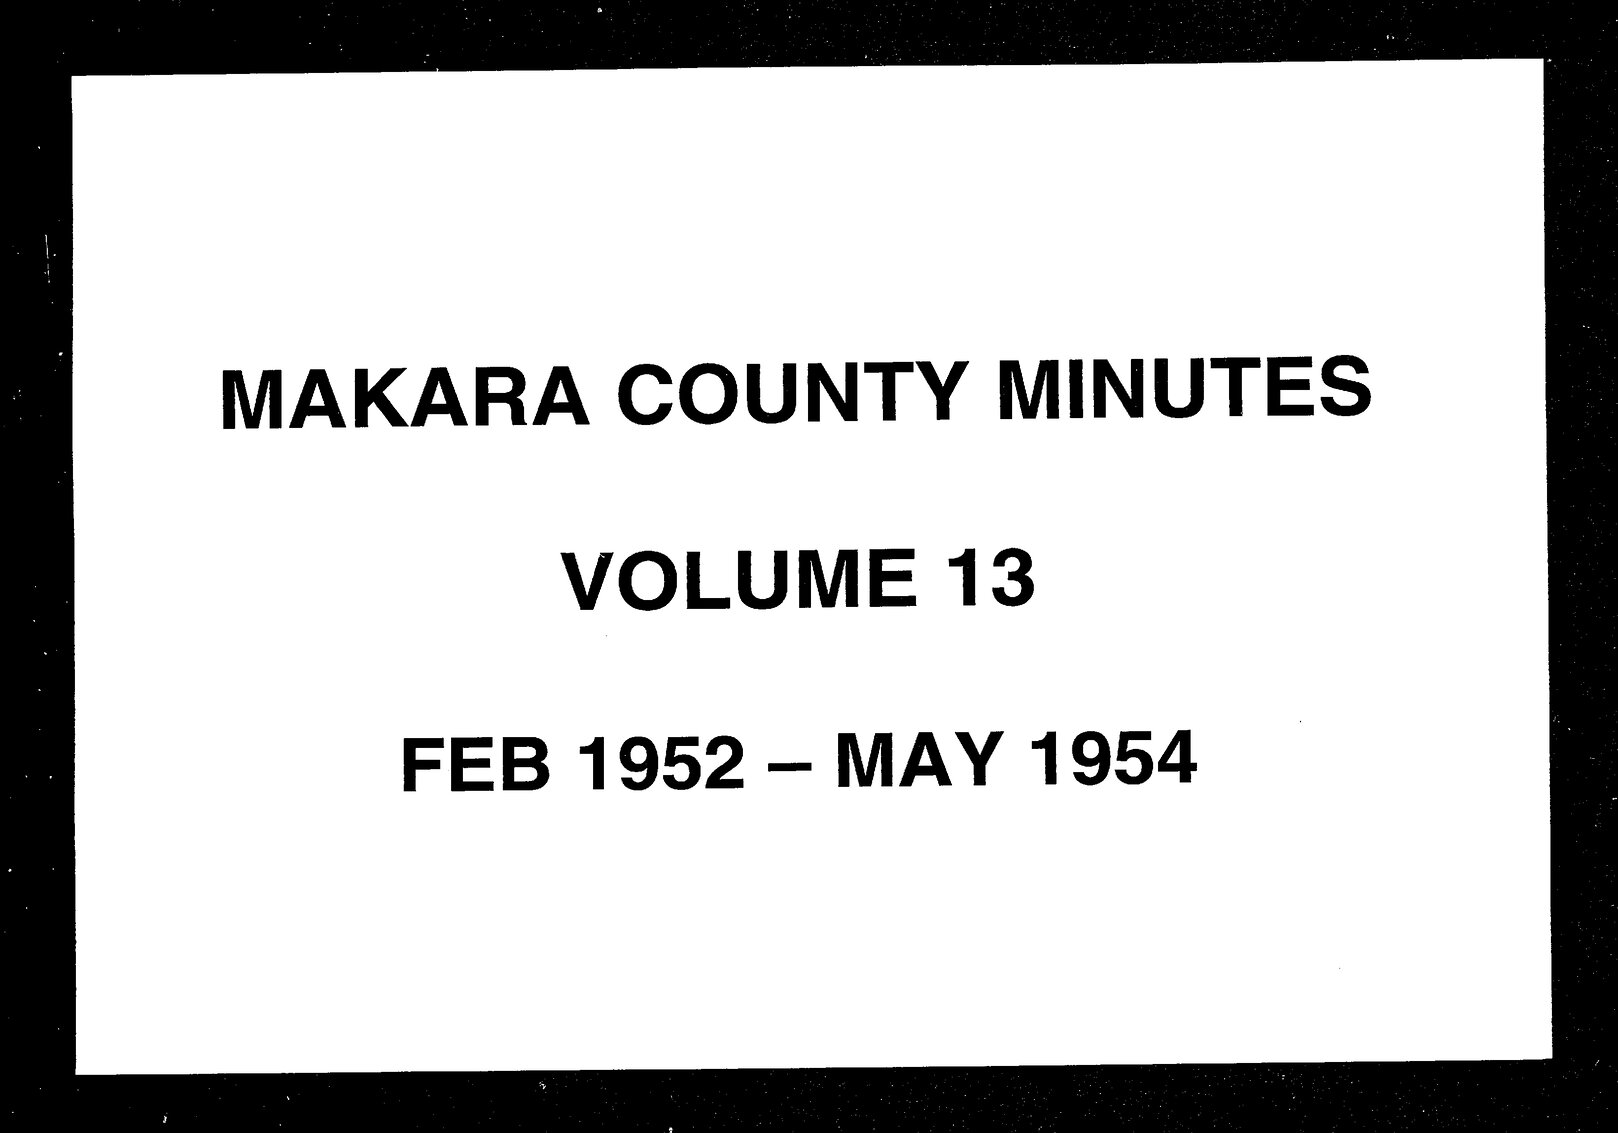 MAKARA COUNTY MINUTES
VOLUME 13
FEB 1952 – MAY 1954